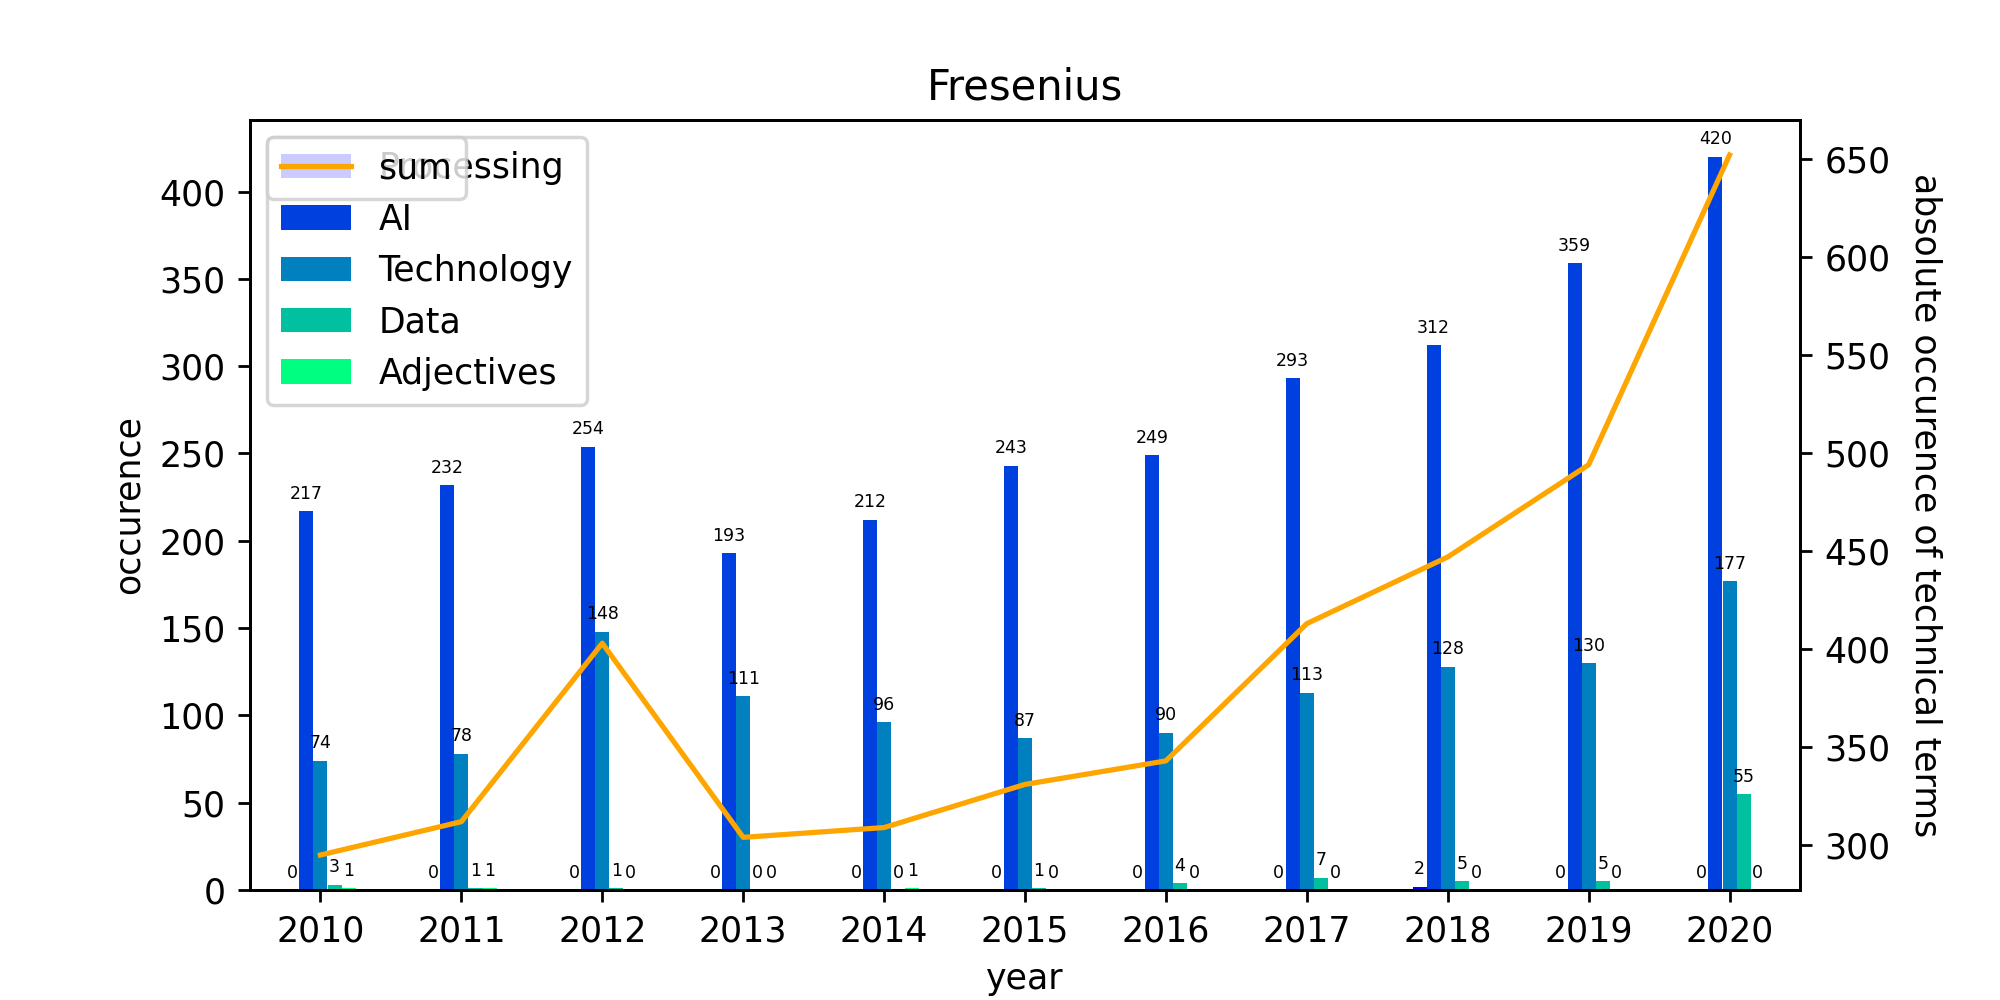 Fresenius
sum
Processing
AI
Technology
Data
Adjectives
occurence
400
350
300
250
200
150
100
50
0
650
600
550
500
450
400
350
300
absolute occurence of technical terms
0 217 74 3 1
0 232 78 1 1
0 254 148 1 0
0 193 111 0 0
0 212 96 0 1
0 243 87 1 0
0 249 90 4 0
0 293 113 7 0
2 312 128 5 0
0 359 130 5 0
0 420 177 55 0
2010 2011 2012 2013 2014 2015 2016 2017 2018 2019 2020
year